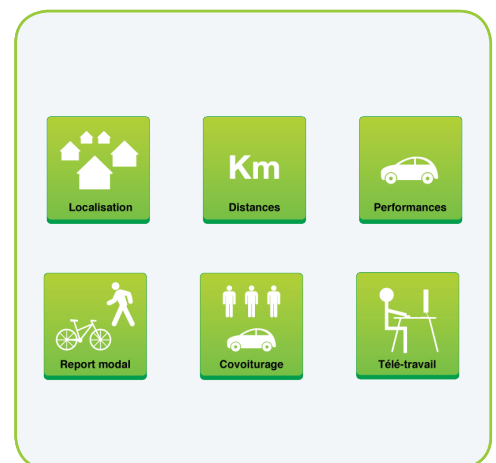 Localisation
Km
Distances
Performances
Report modal
Covoiturage
Télé-travail